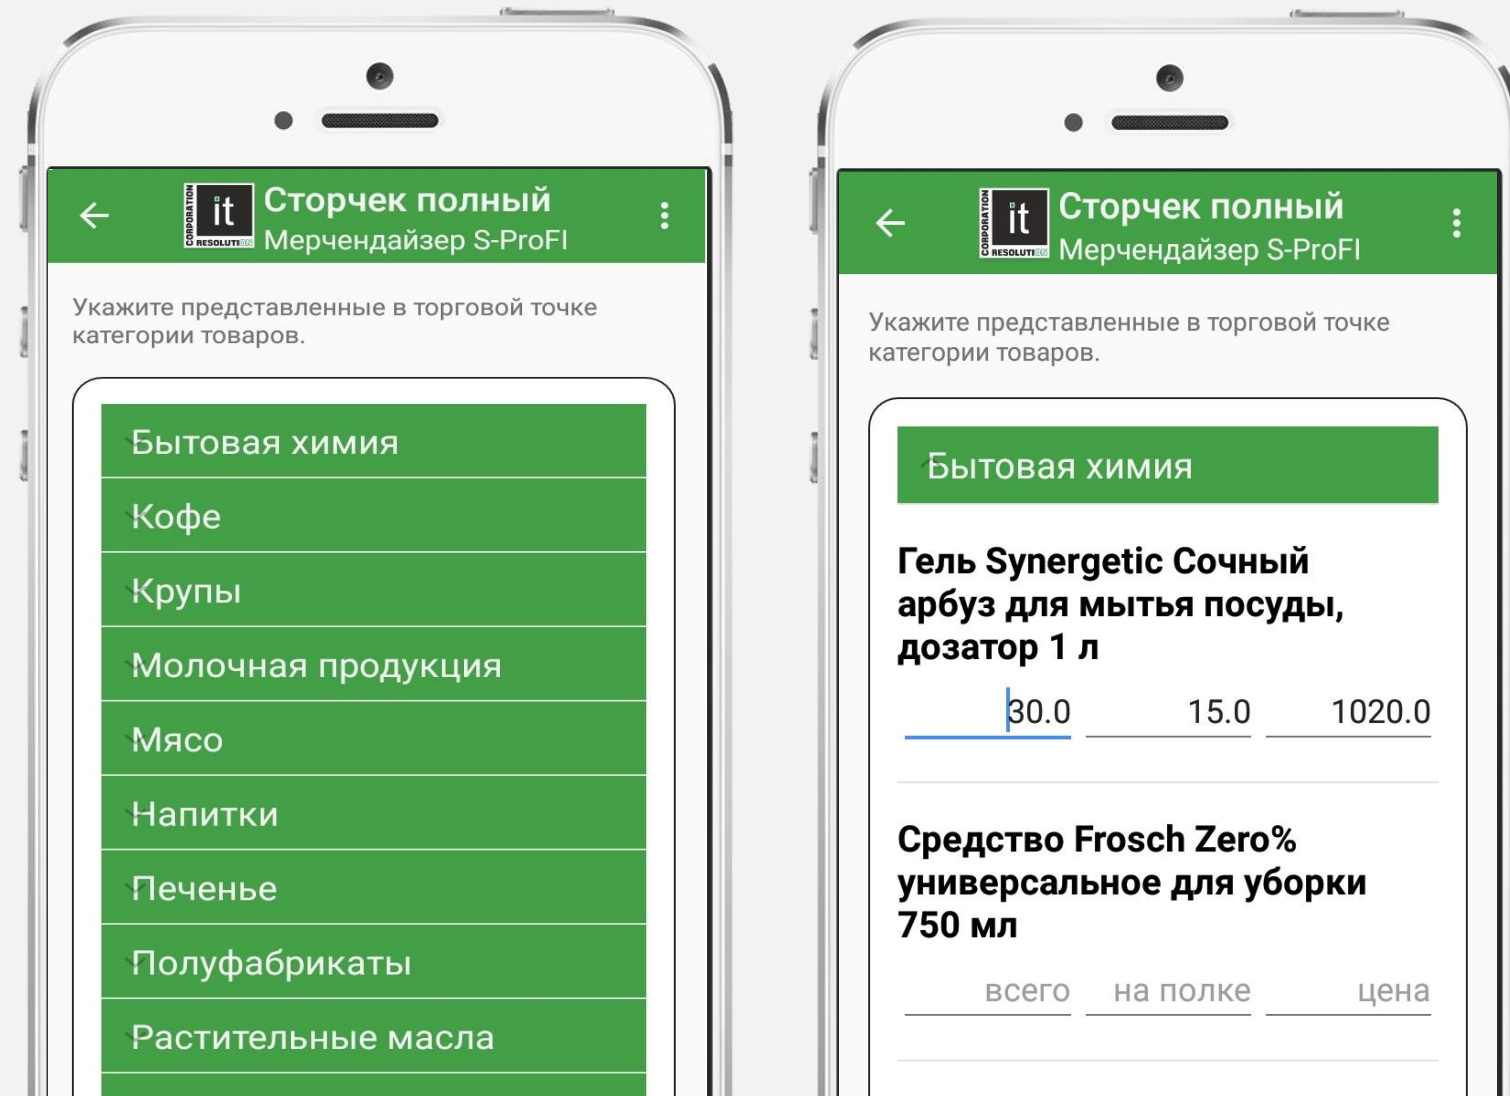 CORPORATION
it
RESOLUTION
Сторчек полный
Мерчендайзер S-ProFI
Укажите представленные в торговой точке
категории товаров.
Бытовая химия
Кофе
Крупы
Молочная продукция
Мясо
Напитки
Печенье
Полуфабрикаты
Растительные масла
CORPORATION
it
RESOLUTION
Сторчек полный
Мерчендайзер S-ProFI
Укажите представленные в торговой точке
категории товаров.
Бытовая химия
Гель Synergetic Сочный
арбуз для мытья посуды,
дозатор 1 л
30.0 15.0 1020.0
Средство Frosch Zero%
универсальное для уборки
750 мл
всего на полке цена